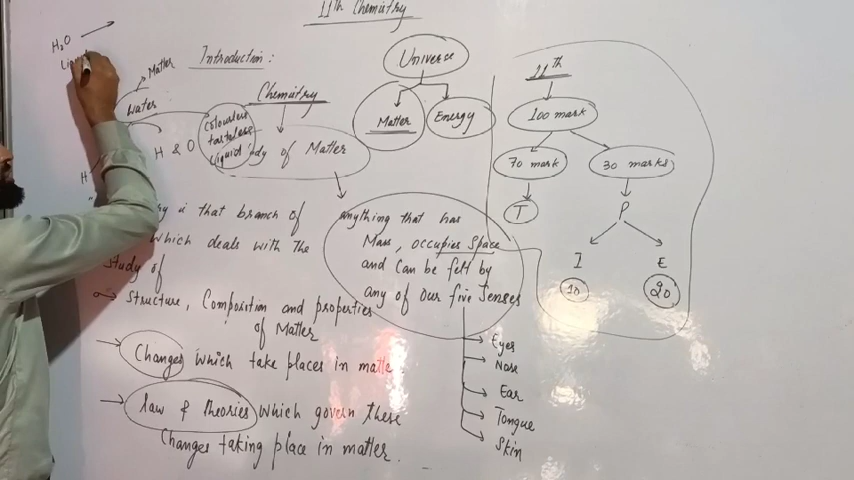 11th Chemistry
H₂O
Introduction:
Matter
Water
H & O
Colourless
tasteless
Liquid
H
Chemistry
udy of Matter
Universe
Matter
Energy
11th
100 mark
70 mark
30 marks
T
P
I
E
10
20
ry is that branch of
which deals with the
study of
Structure, Composition and properties
of Matter
Changes which take places in matte
law & theories which govern these
Changes taking place in matter.
anything that has
Mass, occupies Space
and Can be felt by
any of Our five Senses
Eyes
Nose
Ear
Tongue
Skin